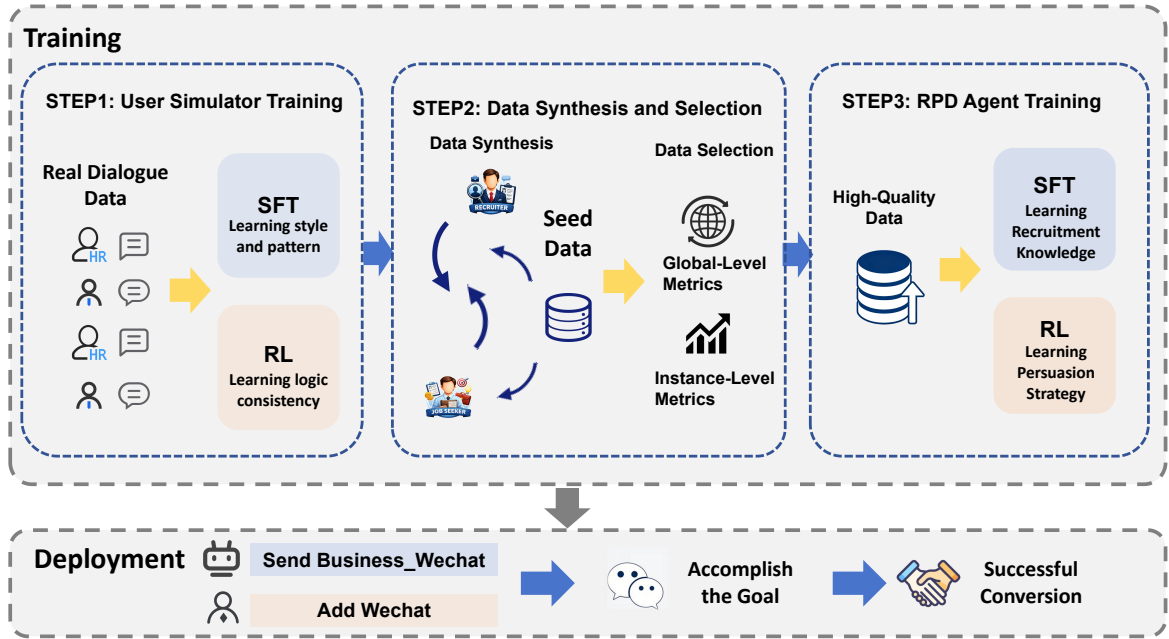 Training
STEP1: User Simulator Training
Real Dialogue
Data
HR
HR
SFT
Learning style
and pattern
RL
Learning logic
consistency
STEP2: Data Synthesis and Selection
Data Synthesis
RECRUITER
JOB SEEKER
Seed
Data
Data Selection
Global-Level
Metrics
Instance-Level
Metrics
STEP3: RPD Agent Training
High-Quality
Data
SFT
Learning
Recruitment
Knowledge
RL
Learning
Persuasion
Strategy
Deployment
Send Business_Wechat
Add Wechat
Accomplish
the Goal
Successful
Conversion